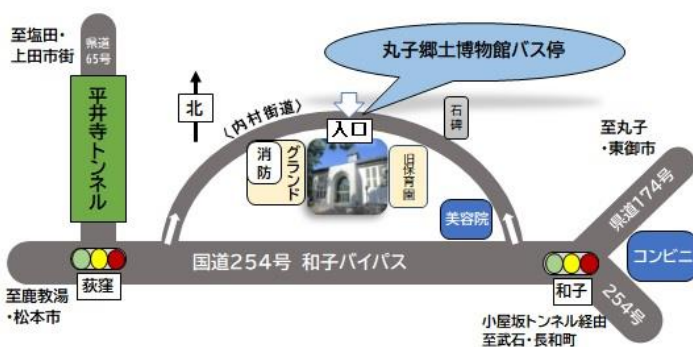 至塩田・
上田市街
県道
65号
平井寺トンネル
北
〈内村街道〉
丸子郷土博物館バス停
入口
石碑
消防
グランド
旧保育園
美容院
至丸子
・東御市
県道174号
コンビニ
254号
国道254号 和子バイパス
荻窪
和子
至鹿教湯
・松本市
小屋坂トンネル経由
至武石・長和町